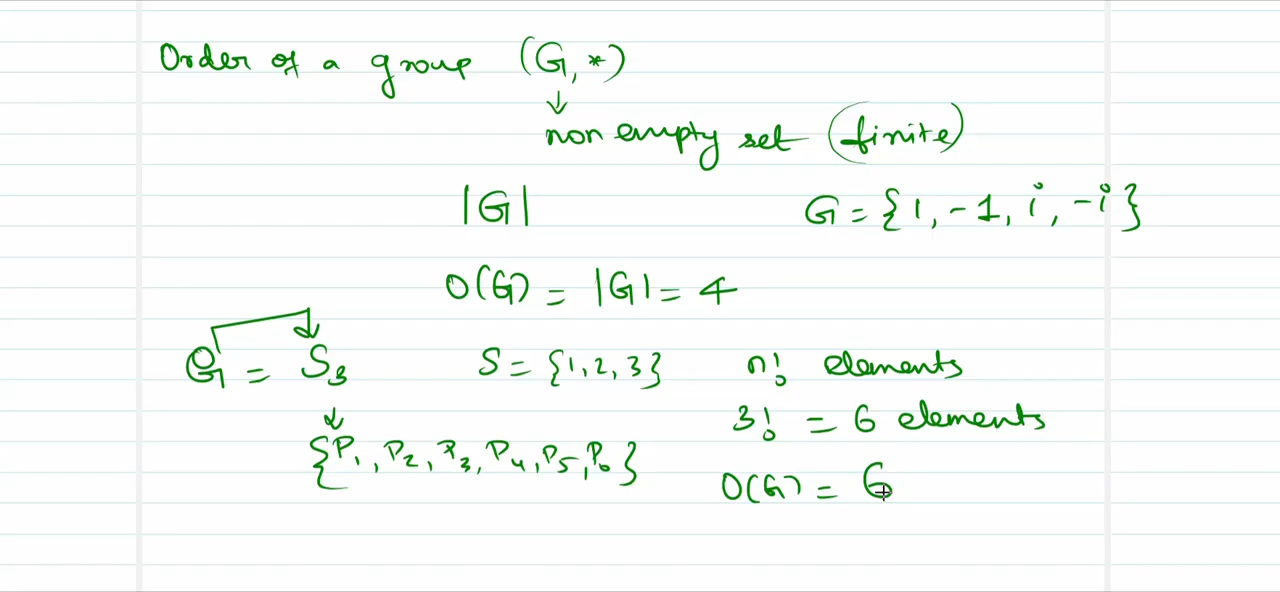 Order of a group (G, *)
↓
non empty set (finite)
|G| G = {1, -1, i, -i}
O(G) = |G| = 4
G = S₃ S = {1, 2, 3} n! elements
↓ 3! = 6 elements
{P₁, P₂, P₃, P₄, P₅, P₆} O(G) = 6